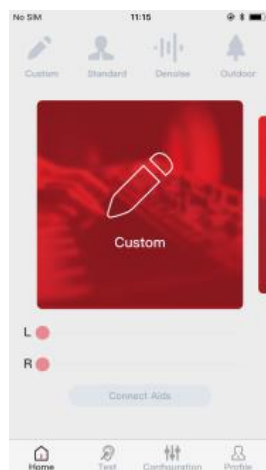 No SIM 11:15
Custom Standard Denoise Outdoor
Custom
L
R
Connect Aids
Home Test Configuration Profile